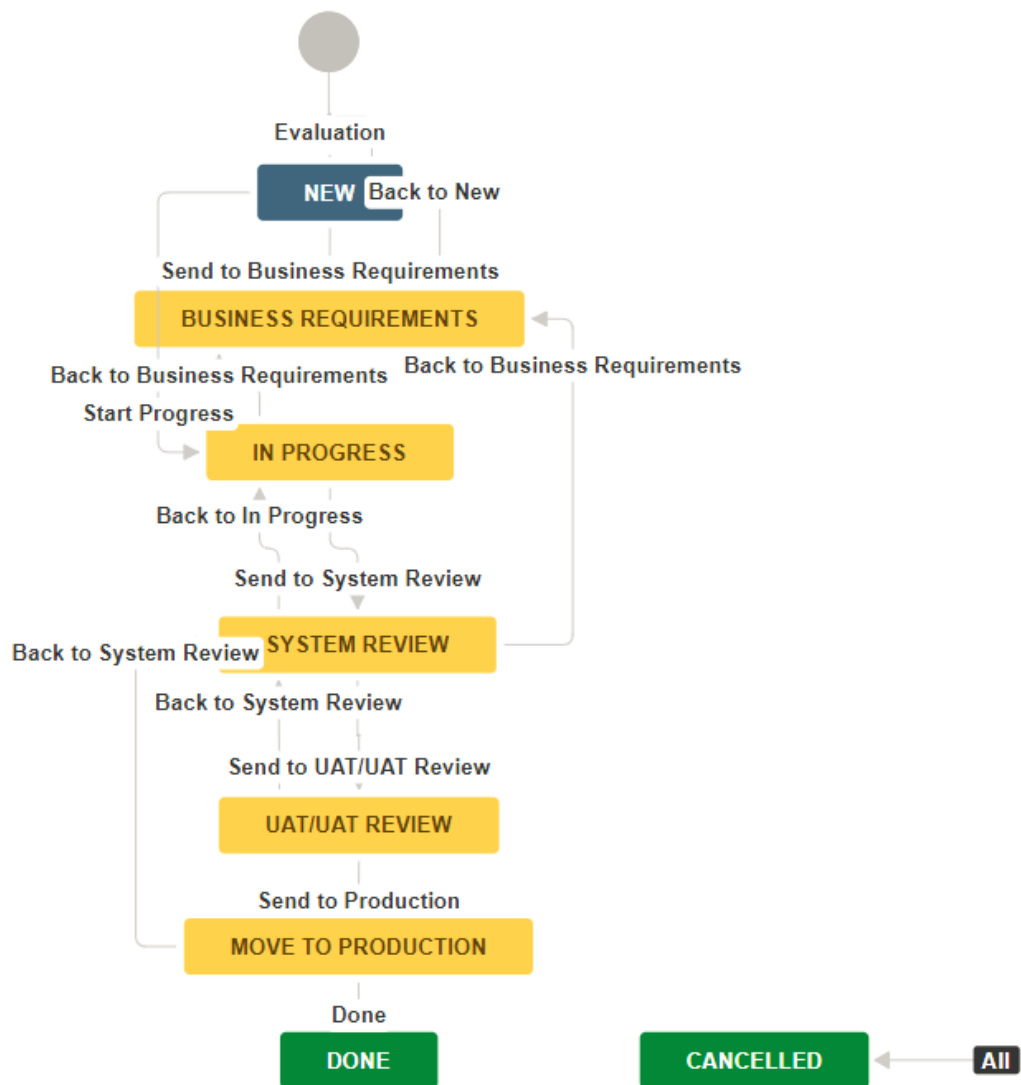 Evaluation
NEW
Back to New
Send to Business Requirements
BUSINESS REQUIREMENTS
Back to Business Requirements
Back to Business Requirements
Start Progress
IN PROGRESS
Back to In Progress
Send to System Review
SYSTEM REVIEW
Back to System Review
Back to System Review
Send to UAT/UAT Review
UAT/UAT REVIEW
Send to Production
MOVE TO PRODUCTION
Done
DONE
CANCELLED
All